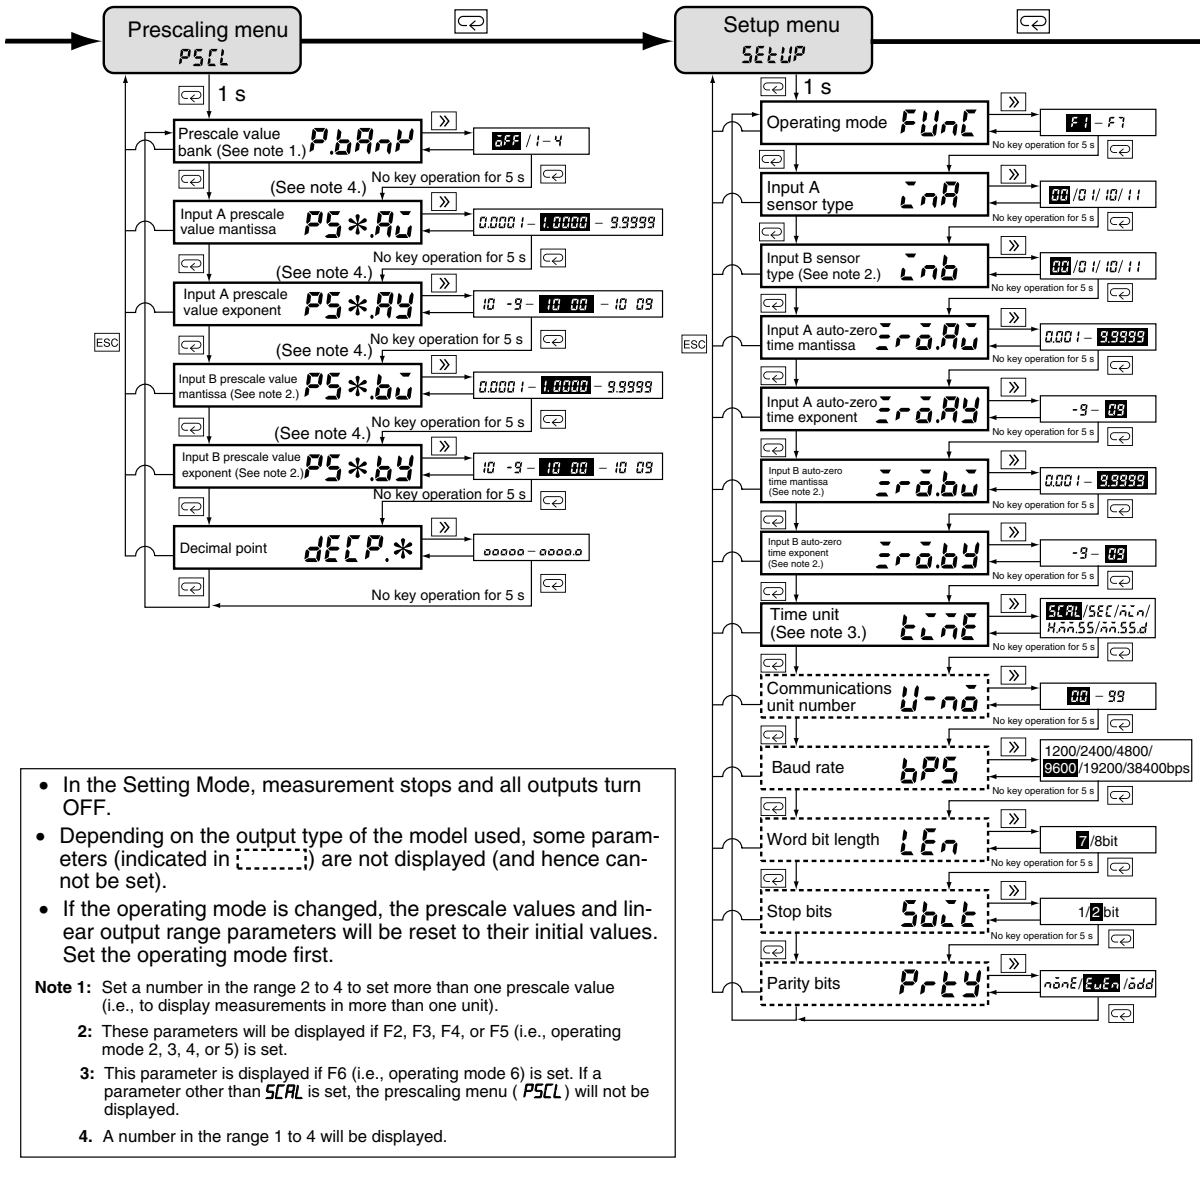 Prescaling menu
PSCL
1 s
Prescale value
bank (See note 1.) P.bAnK
OFF / 1 – 4
No key operation for 5 s
(See note 4.)
Input A prescale
value mantissa PS*.AX
0.0001 – 1.0000 – 9.9999
No key operation for 5 s
(See note 4.)
Input A prescale
value exponent PS*.AY
10 -9 – 10 00 – 10 09
No key operation for 5 s
(See note 4.)
Input B prescale value
mantissa (See note 2.) PS*.bX
0.0001 – 1.0000 – 9.9999
No key operation for 5 s
(See note 4.)
Input B prescale value
exponent (See note 2.) PS*.bY
10 -9 – 10 00 – 10 09
No key operation for 5 s
Decimal point dECP.*
ooooo – oooo.o
No key operation for 5 s
ESC
Setup menu
SEtUP
1 s
Operating mode FUnC
F1 – F7
No key operation for 5 s
Input A
sensor type inA
00/01/10/11
No key operation for 5 s
Input B sensor
type (See note 2.) inb
00/01/10/11
No key operation for 5 s
Input A auto-zero
time mantissa Zro.AX
0.001 – 9.9999
No key operation for 5 s
Input A auto-zero
time exponent Zro.AY
-9 – 09
No key operation for 5 s
Input B auto-zero
time mantissa
(See note 2.) Zro.bX
0.001 – 9.9999
No key operation for 5 s
Input B auto-zero
time exponent
(See note 2.) Zro.bY
-9 – 09
No key operation for 5 s
Time unit
(See note 3.) timE
SCAL/SEC/min/
H.mm.SS/mm.SS.d
No key operation for 5 s
Communications
unit number U-no
00 – 99
No key operation for 5 s
Baud rate bPS
1200/2400/4800/
9600/19200/38400bps
No key operation for 5 s
Word bit length LEn
7/8bit
No key operation for 5 s
Stop bits Sbit
1/2bit
No key operation for 5 s
Parity bits PrtY
nonE/EvEn/odd
ESC
• In the Setting Mode, measurement stops and all outputs turn
OFF.
• Depending on the output type of the model used, some param-
eters (indicated in ) are not displayed (and hence can-
not be set).
• If the operating mode is changed, the prescale values and lin-
ear output range parameters will be reset to their initial values.
Set the operating mode first.
Note 1: Set a number in the range 2 to 4 to set more than one prescale value
(i.e., to display measurements in more than one unit).
2: These parameters will be displayed if F2, F3, F4, or F5 (i.e., operating
mode 2, 3, 4, or 5) is set.
3: This parameter is displayed if F6 (i.e., operating mode 6) is set. If a
parameter other than SCAL is set, the prescaling menu ( PSCL ) will not be
displayed.
4. A number in the range 1 to 4 will be displayed.